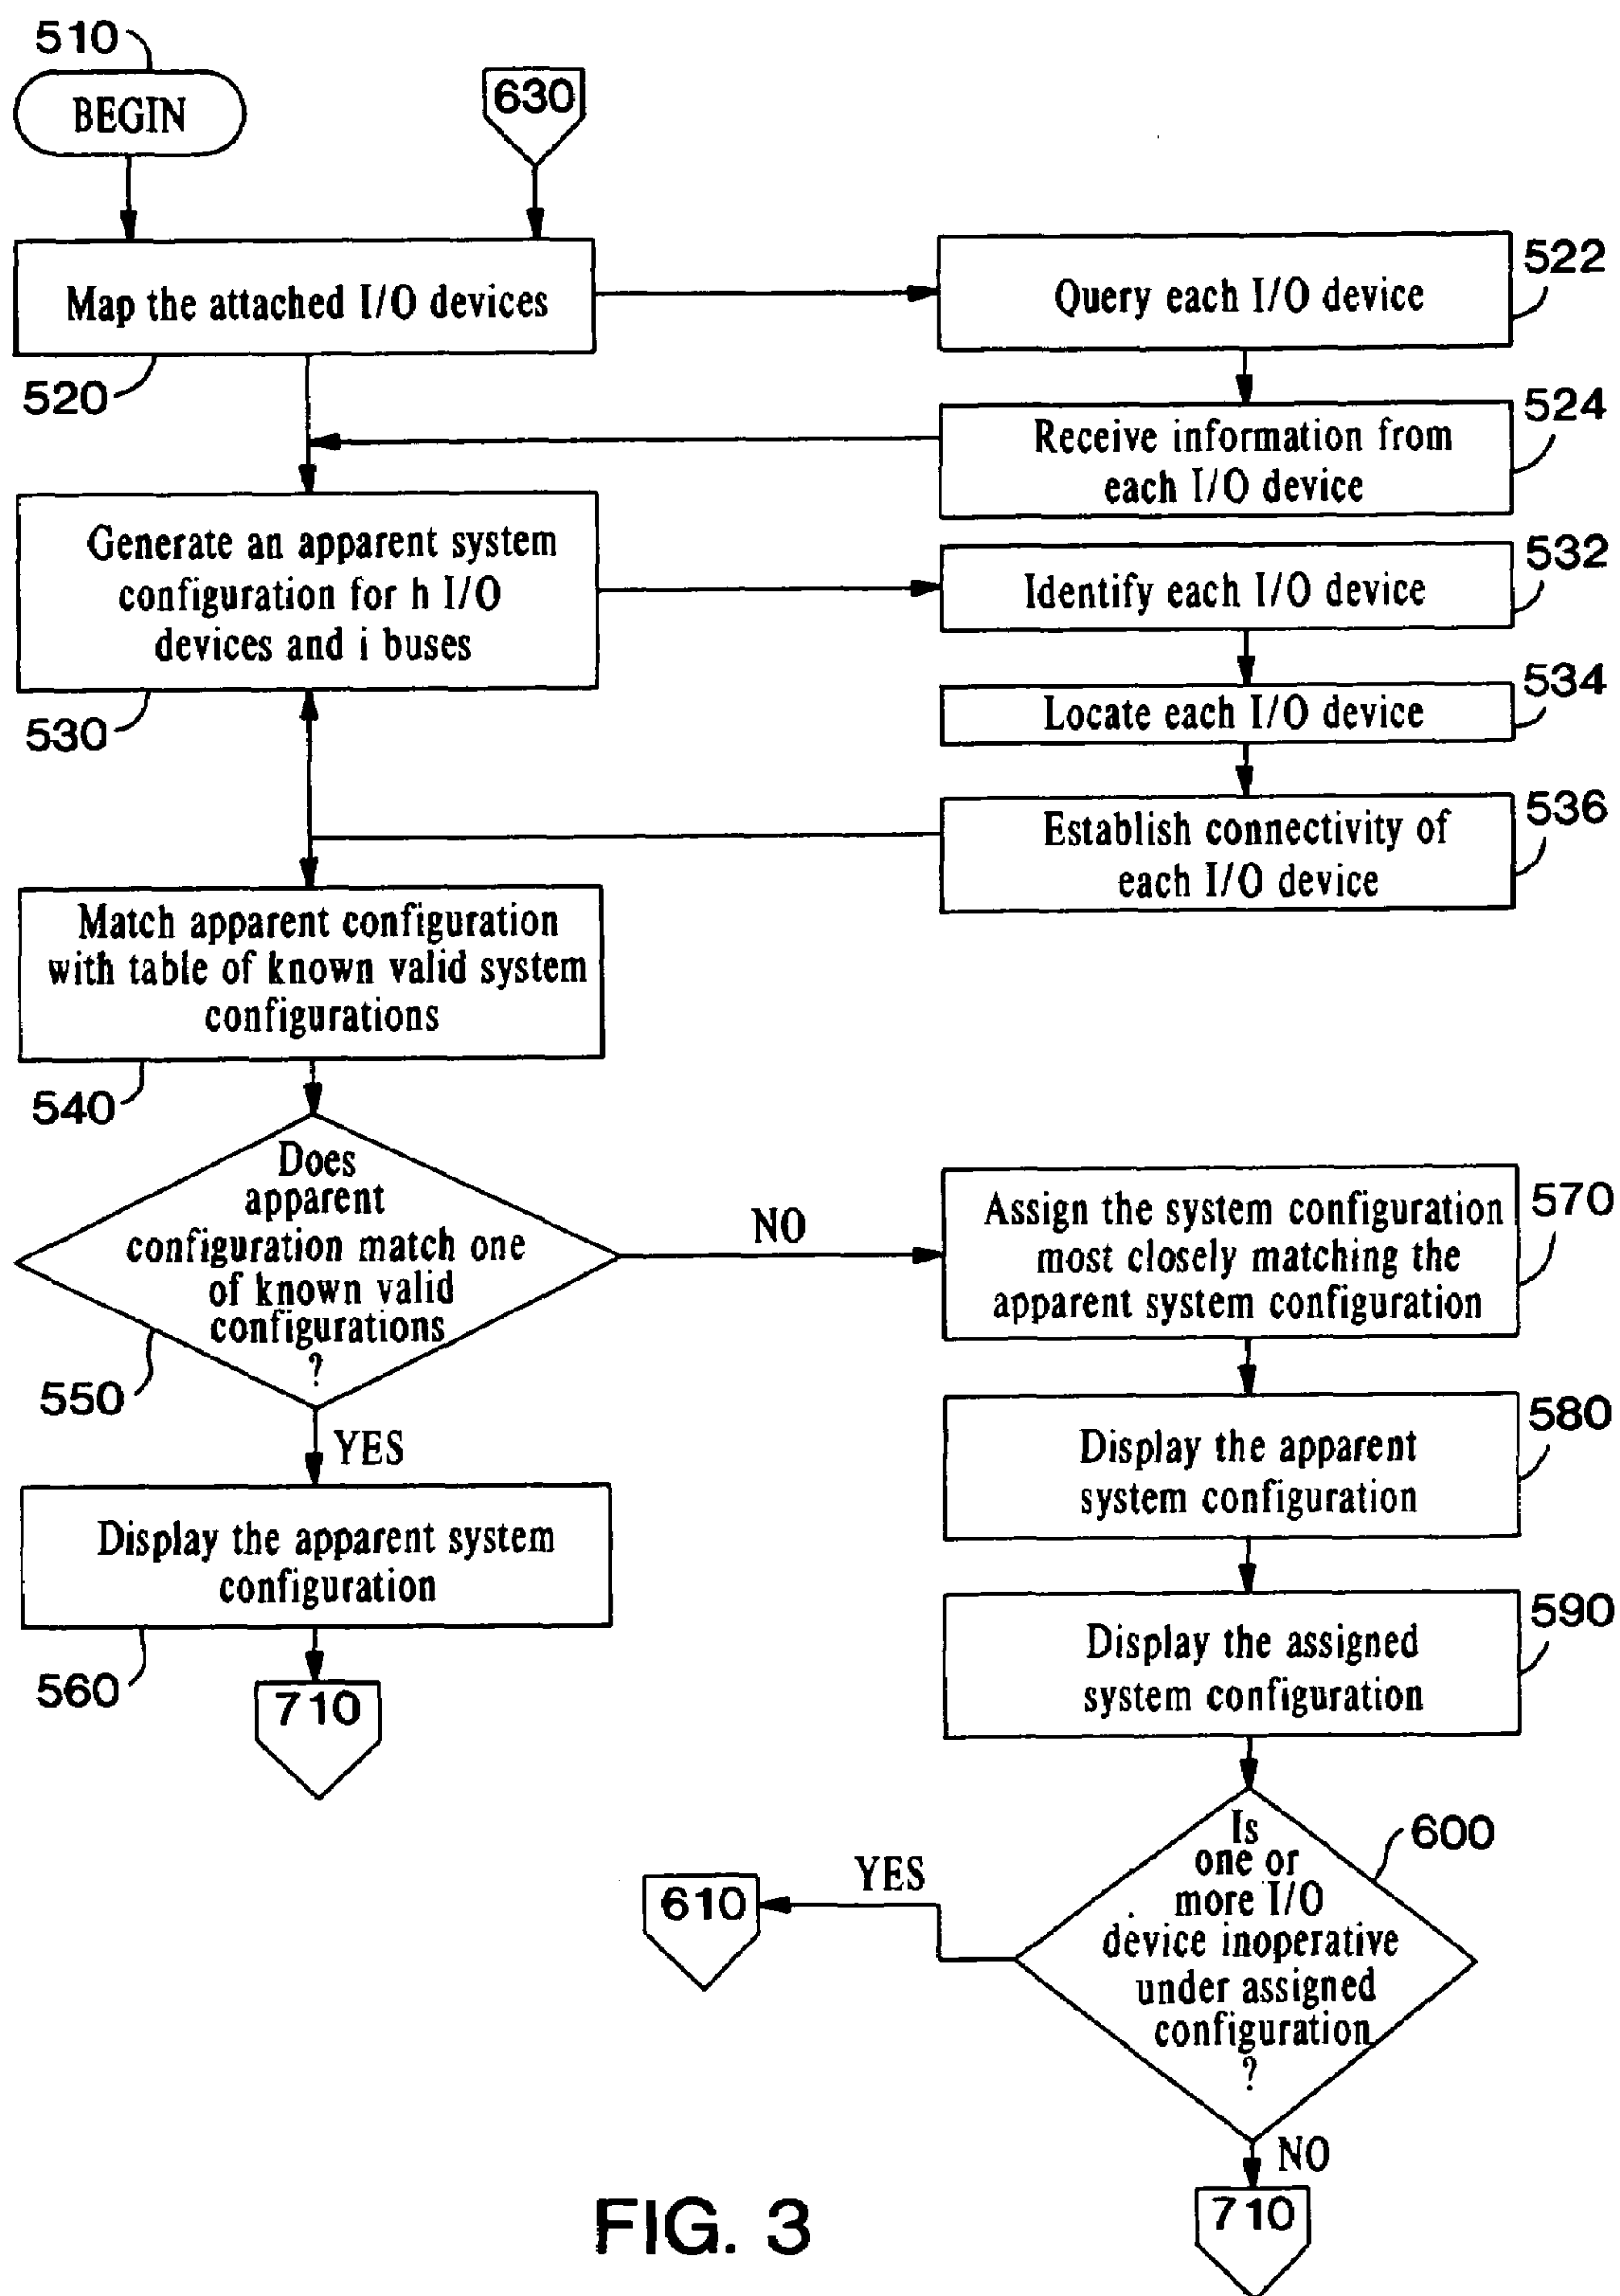 510
BEGIN
630
Map the attached I/O devices
520
Query each I/O device
522
Receive information from
each I/O device
524
Generate an apparent system
configuration for h I/O
devices and i buses
530
Identify each I/O device
532
Locate each I/O device
534
Establish connectivity of
each I/O device
536
Match apparent configuration
with table of known valid system
configurations
540
Does
apparent
configuration match one
of known valid
configurations
?
550
NO
YES
Display the apparent system
configuration
560
710
Assign the system configuration
most closely matching the
apparent system configuration
570
Display the apparent
system configuration
580
Display the assigned
system configuration
590
Is
one or
more I/O
device inoperative
under assigned
configuration
?
600
YES
610
NO
710
FIG. 3